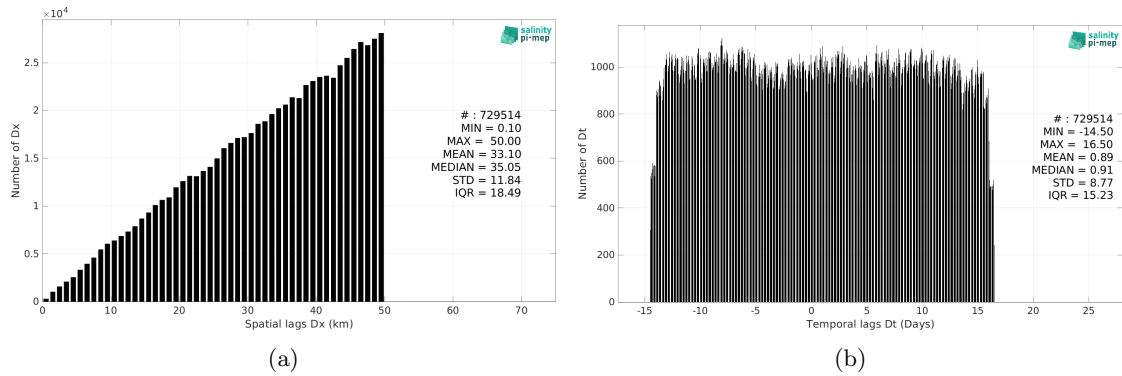 ×10⁴
2.5
2
1.5
1
0.5
0
Number of Dx
0 10 20 30 40 50 60 70
Spatial lags Dx (km)
salinity
pi-mep
# : 729514
MIN = 0.10
MAX = 50.00
MEAN = 33.10
MEDIAN = 35.05
STD = 11.84
IQR = 18.49
(a)
1000
800
600
400
200
0
Number of Dt
-15 -10 -5 0 5 10 15 20 25
Temporal lags Dt (Days)
salinity
pi-mep
# : 729514
MIN = -14.50
MAX = 16.50
MEAN = 0.89
MEDIAN = 0.91
STD = 8.77
IQR = 15.23
(b)